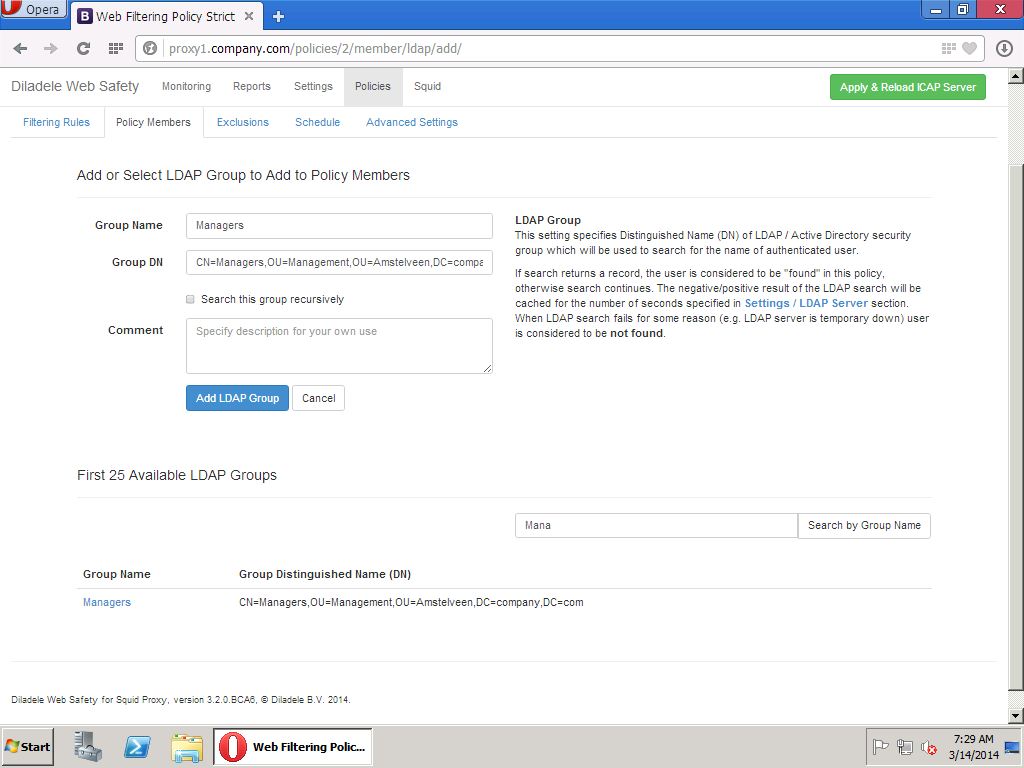 Opera
B Web Filtering Policy Strict
proxy1.company.com/policies/2/member/ldap/add/
Diladele Web Safety Monitoring Reports Settings Policies Squid Apply & Reload ICAP Server
Filtering Rules Policy Members Exclusions Schedule Advanced Settings
Add or Select LDAP Group to Add to Policy Members
Group Name Managers
Group DN CN=Managers,OU=Management,OU=Amstelveen,DC=compa
Search this group recursively
Comment Specify description for your own use
Add LDAP Group Cancel
LDAP Group
This setting specifies Distinguished Name (DN) of LDAP / Active Directory security
group which will be used to search for the name of authenticated user.
If search returns a record, the user is considered to be "found" in this policy,
otherwise search continues. The negative/positive result of the LDAP search will be
cached for the number of seconds specified in Settings / LDAP Server section.
When LDAP search fails for some reason (e.g. LDAP server is temporary down) user
is considered to be not found.
First 25 Available LDAP Groups
Mana Search by Group Name
Group Name Group Distinguished Name (DN)
Managers CN=Managers,OU=Management,OU=Amstelveen,DC=company,DC=com
Diladele Web Safety for Squid Proxy, version 3.2.0.BCA6, © Diladele B.V. 2014.
Start Web Filtering Polic... 7:29 AM
3/14/2014